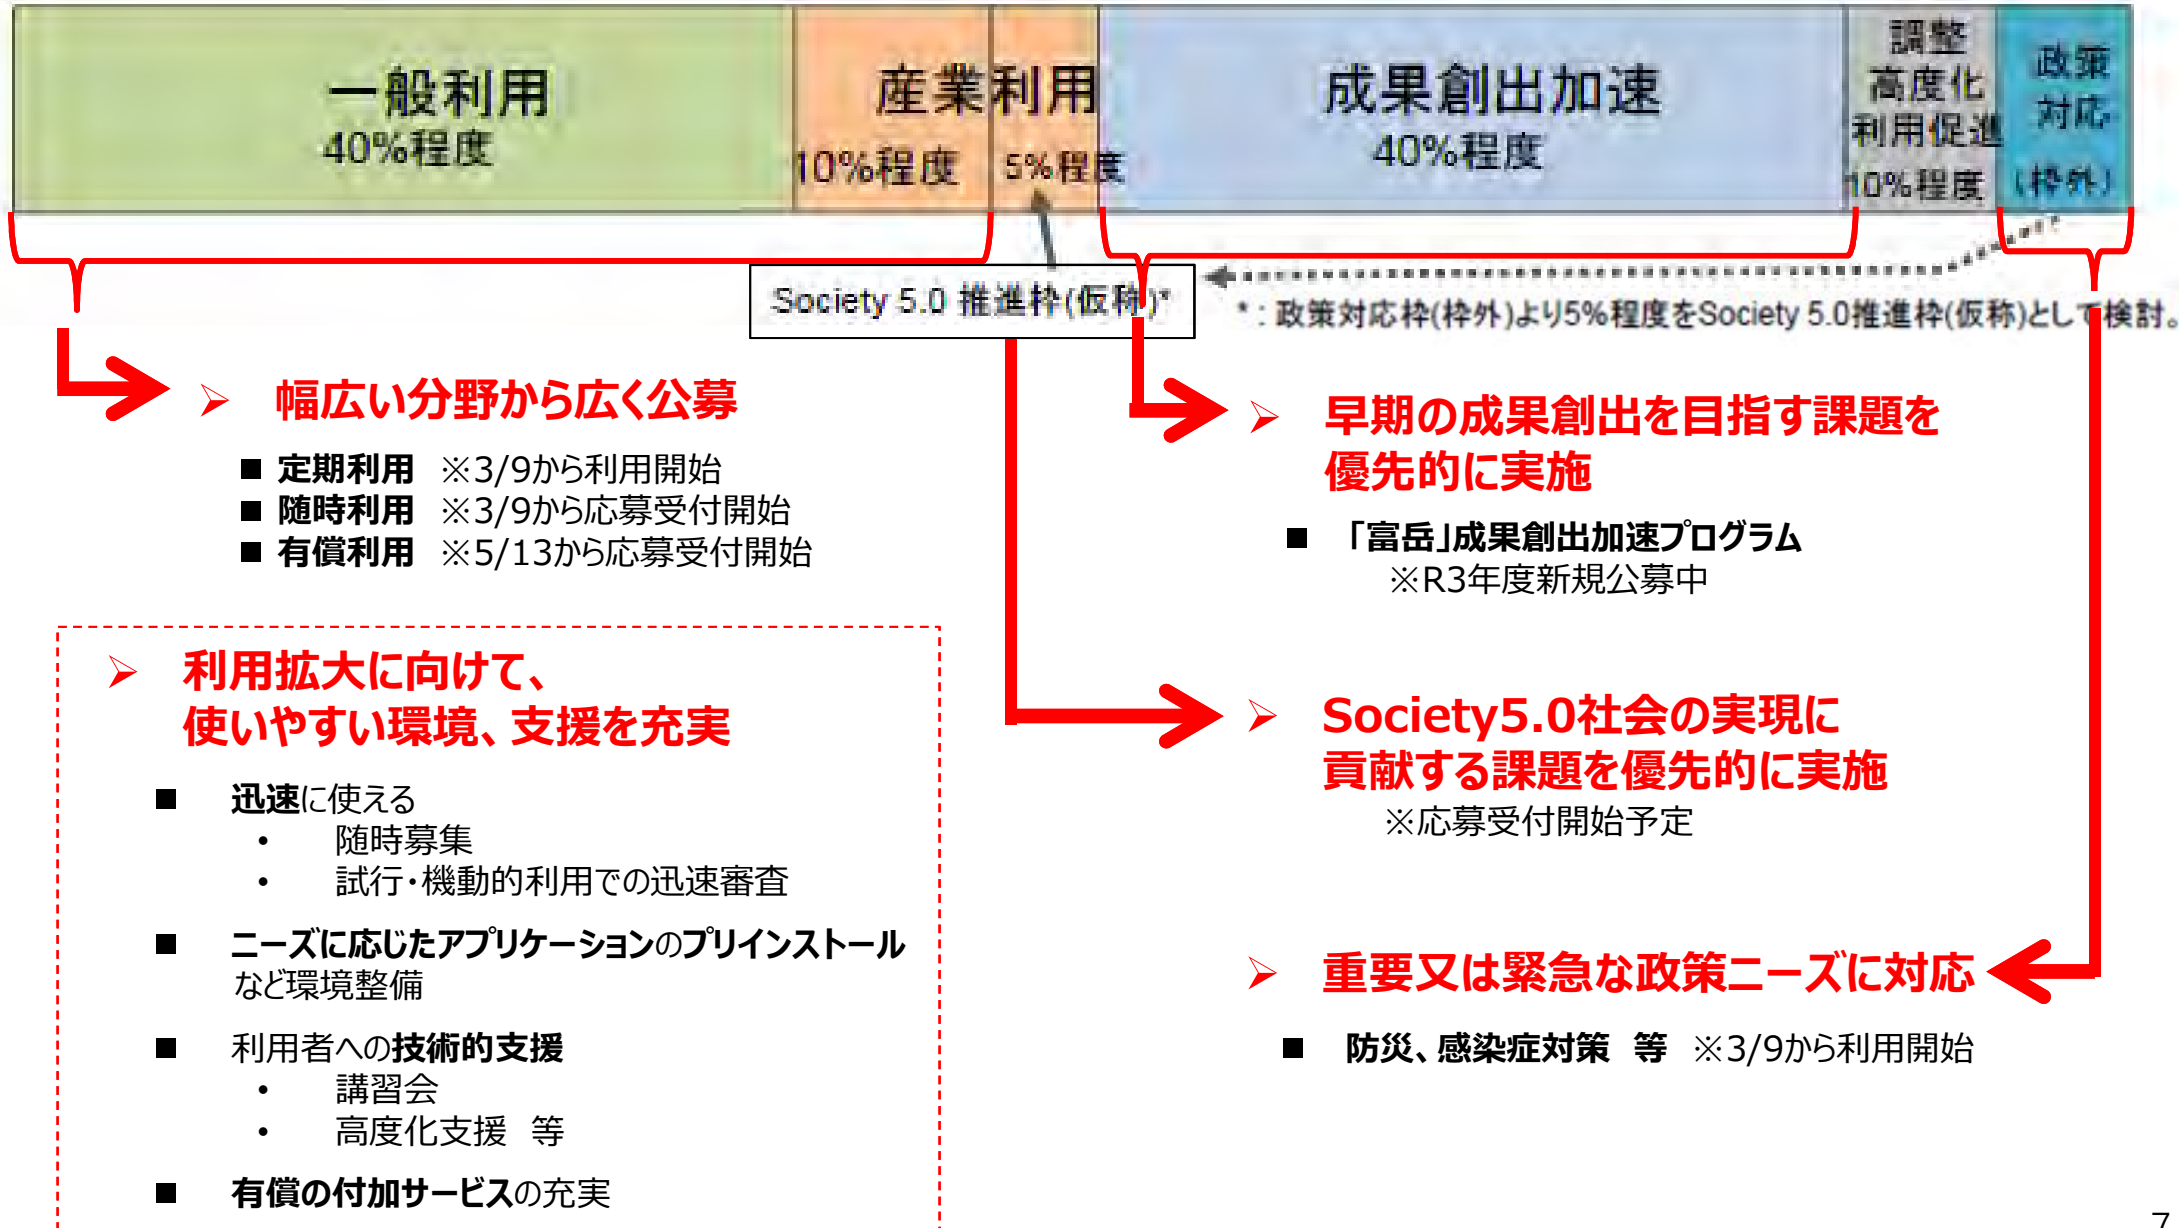 一般利用
40%程度
産業利用
10%程度
5%程度
成果創出加速
40%程度
調整
高度化
利用促進
10%程度
政策
対応
(枠外)
Society 5.0 推進枠(仮称)*
*：政策対応枠(枠外)より5%程度をSociety 5.0推進枠(仮称)として検討。
➢ 幅広い分野から広く公募
■ 定期利用 ※3/9から利用開始
■ 随時利用 ※3/9から応募受付開始
■ 有償利用 ※5/13から応募受付開始
➢ 利用拡大に向けて、
使いやすい環境、支援を充実
■ 迅速に使える
• 随時募集
• 試行・機動的利用での迅速審査
■ ニーズに応じたアプリケーションのプリインストール
など環境整備
■ 利用者への技術的支援
• 講習会
• 高度化支援 等
■ 有償の付加サービスの充実
➢ 早期の成果創出を目指す課題を
優先的に実施
■ 「富岳」成果創出加速プログラム
※R3年度新規公募中
➢ Society5.0社会の実現に
貢献する課題を優先的に実施
※応募受付開始予定
➢ 重要又は緊急な政策ニーズに対応
■ 防災、感染症対策 等 ※3/9から利用開始
7